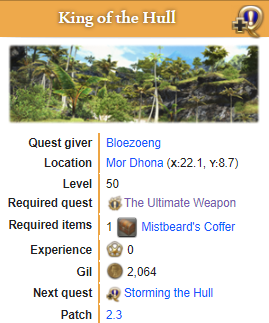 King of the Hull
Quest giver Bloezoeng
Location Mor Dhona (X:22.1, Y:8.7)
Level 50
Required quest The Ultimate Weapon
Required items 1 Mistbeard's Coffer
Experience 0
Gil 2,064
Next quest Storming the Hull
Patch 2.3